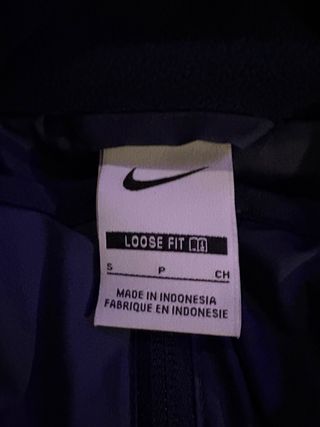 LOOSE FIT
S P CH
MADE IN INDONESIA
FABRIQUE EN INDONESIE